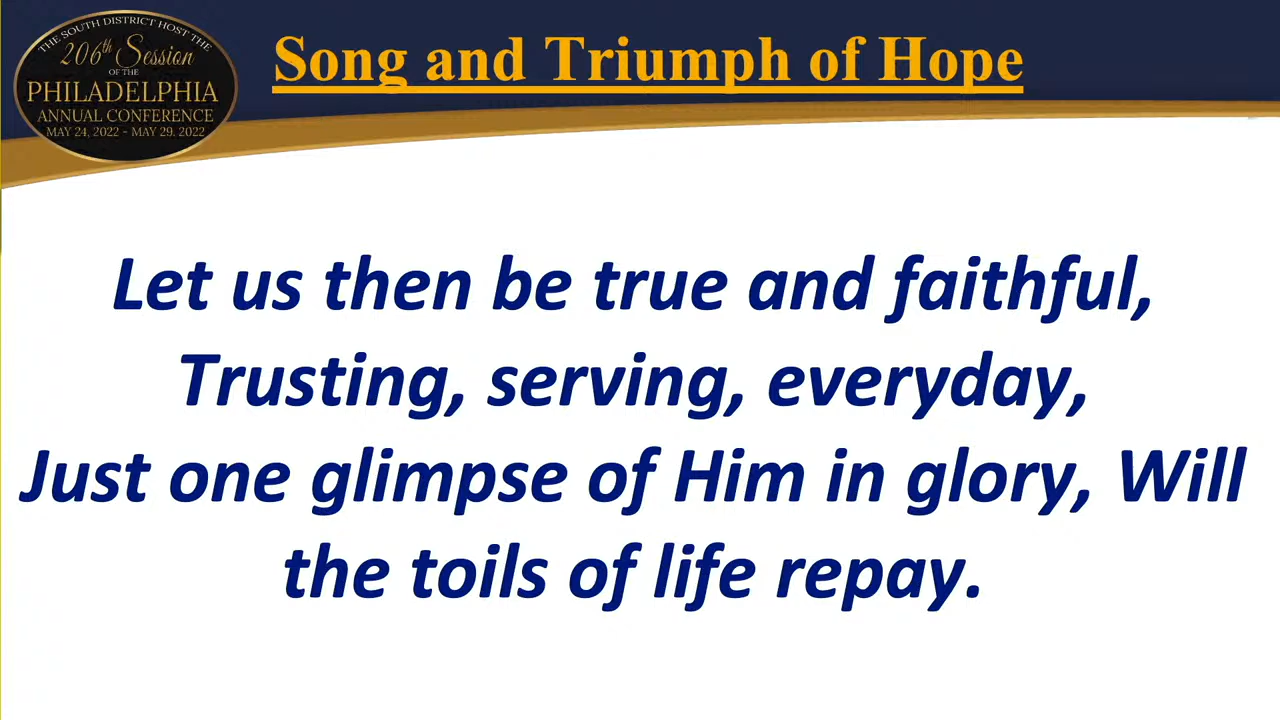 THE SOUTH DISTRICT HOST THE
206th Session
OF THE
PHILADELPHIA
ANNUAL CONFERENCE
MAY 24, 2022 - MAY 29. 2022
Song and Triumph of Hope
Let us then be true and faithful,
Trusting, serving, everyday,
Just one glimpse of Him in glory, Will
the toils of life repay.